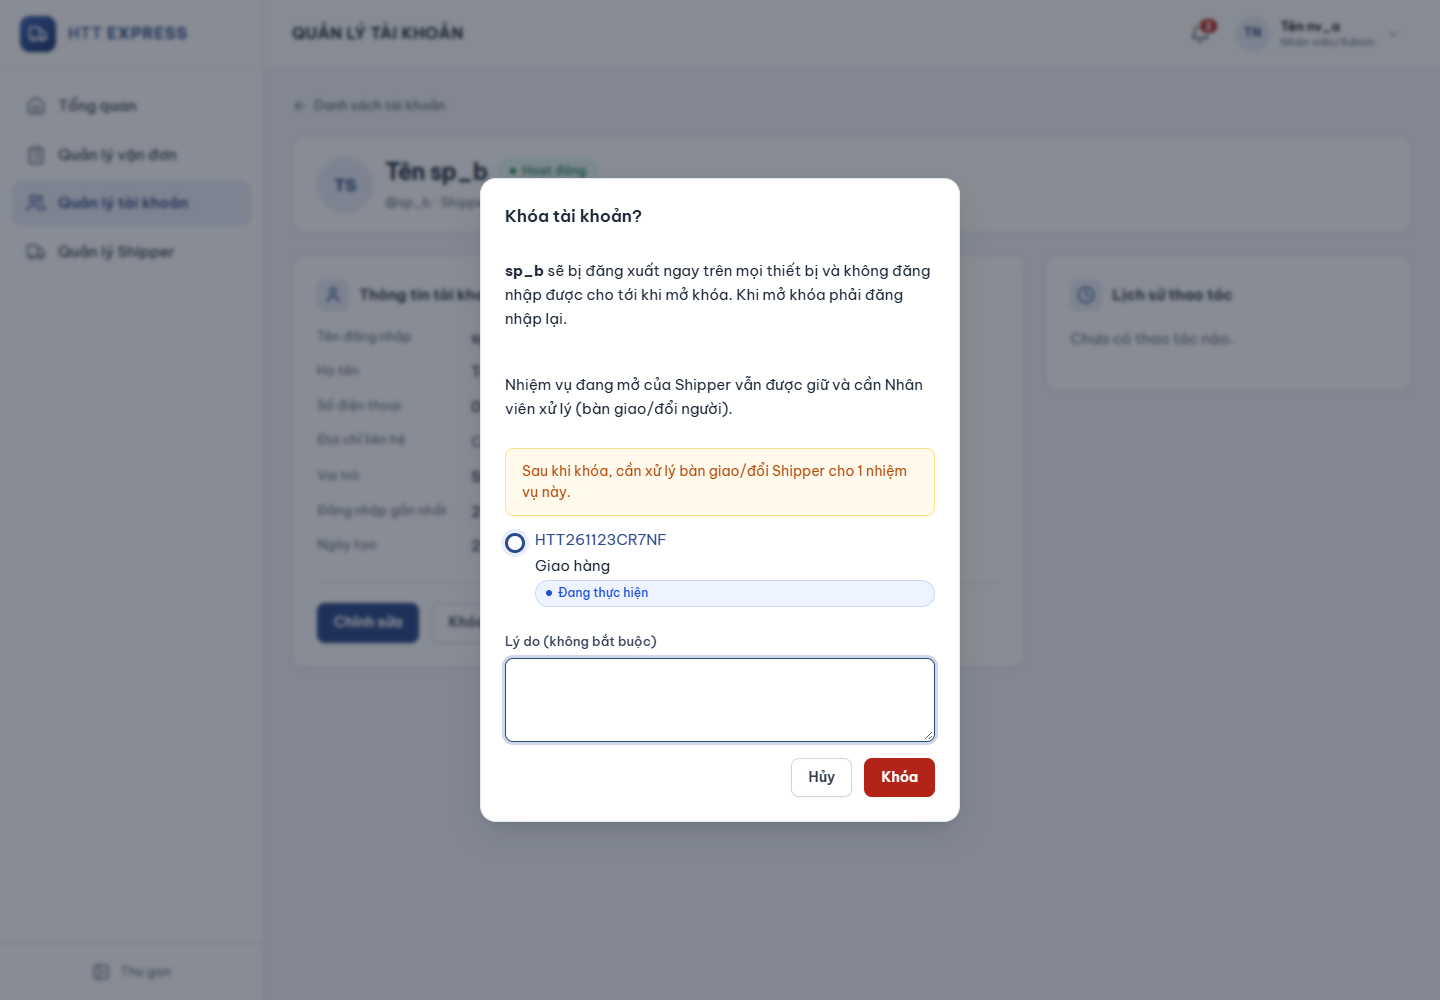 HTT EXPRESS
QUẢN LÝ TÀI KHOẢN
TN
Tên nv_a
Nhân viên/Admin
Tổng quan
Quản lý vận đơn
Quản lý tài khoản
Quản lý Shipper
Danh sách tài khoản
TS
Tên sp_b
Hoạt động
@sp_b · Shippe
Thông tin tài kho
Tên đăng nhập
Họ tên
Số điện thoại
Địa chỉ liên hệ
Vai trò
Đăng nhập gần nhất
Ngày tạo
Chỉnh sửa
Khóa
Lịch sử thao tác
Chưa có thao tác nào.
Khóa tài khoản?
sp_b sẽ bị đăng xuất ngay trên mọi thiết bị và không đăng
nhập được cho tới khi mở khóa. Khi mở khóa phải đăng
nhập lại.
Nhiệm vụ đang mở của Shipper vẫn được giữ và cần Nhân
viên xử lý (bàn giao/đổi người).
Sau khi khóa, cần xử lý bàn giao/đổi Shipper cho 1 nhiệm
vụ này.
HTT261123CR7NF
Giao hàng
Đang thực hiện
Lý do (không bắt buộc)
Hủy
Khóa
Thu gọn